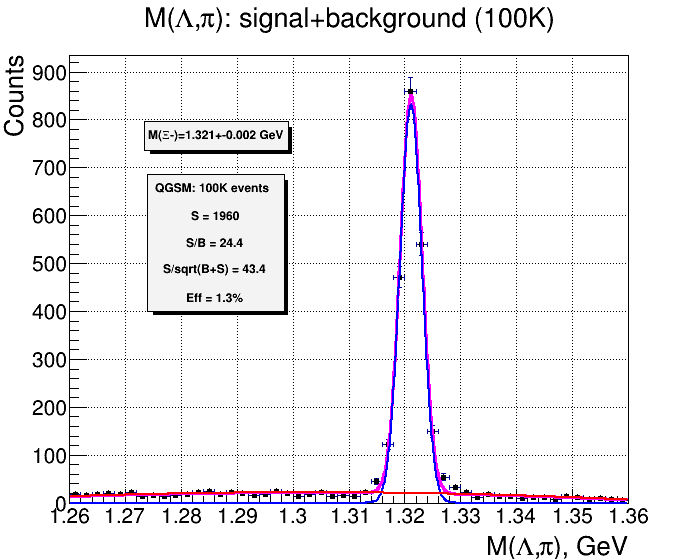 M(Λ,π): signal+background (100K)
Counts
900
800
700
600
500
400
300
200
100
0
M(Ξ-)=1.321+-0.002 GeV
QGSM: 100K events
S = 1960
S/B = 24.4
S/sqrt(B+S) = 43.4
Eff = 1.3%
1.26 1.27 1.28 1.29 1.3 1.31 1.32 1.33 1.34 1.35 1.36
M(Λ,π), GeV